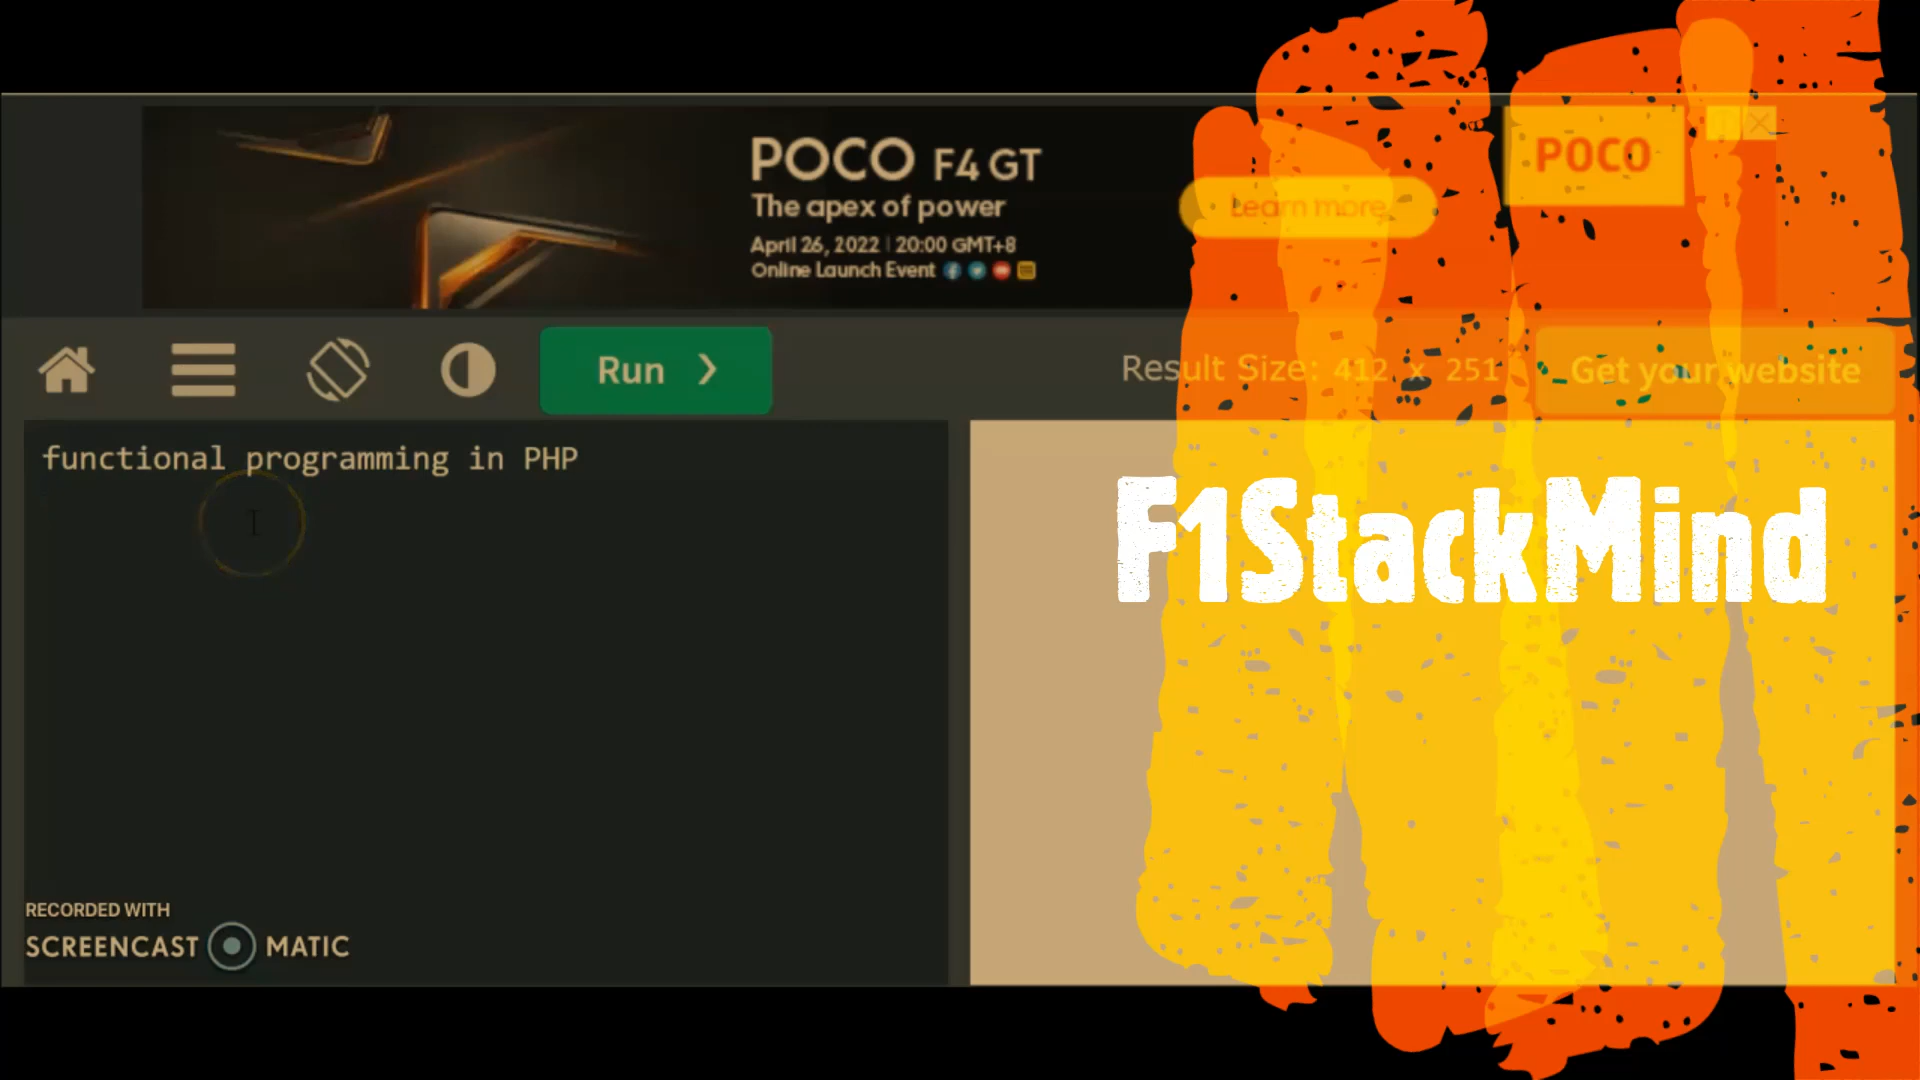 POCO F4 GT
The apex of power
April 26, 2022 | 20:00 GMT+8
Online Launch Event
Learn more
POCO
Run
Result Size: 412 x 251
Get your website
functional programming in PHP
F1StackMind
RECORDED WITH
SCREENCAST MATIC